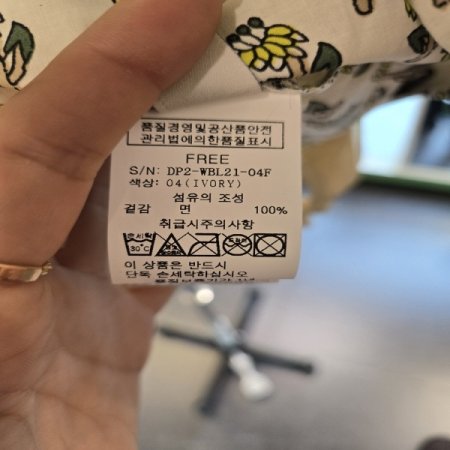 품질경영및공산품안전
관리법에의한품질표시
FREE
S/N: DP2-WBL21-04F
색상: 04(IVORY)
섬유의 조성
겉감 면 100%
취급시주의사항
30℃
이 상품은 반드시
단독 손세탁하십시오